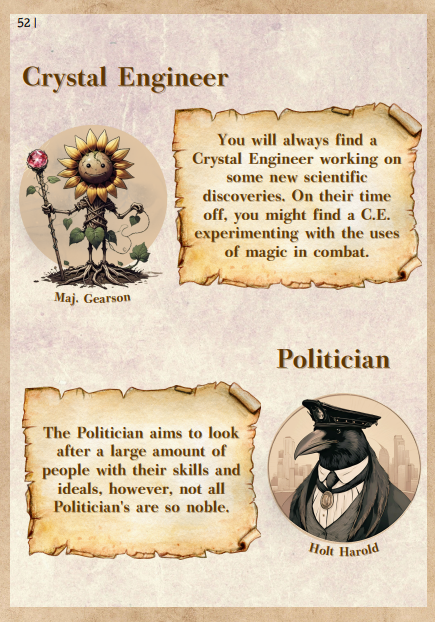 52 |
Crystal Engineer
You will always find a
Crystal Engineer working on
some new scientific
discoveries. On their time
off, you might find a C.E.
experimenting with the uses
of magic in combat.
Maj. Gearson
Politician
The Politician aims to look
after a large amount of
people with their skills and
ideals, however, not all
Politician's are so noble.
Holt Harold